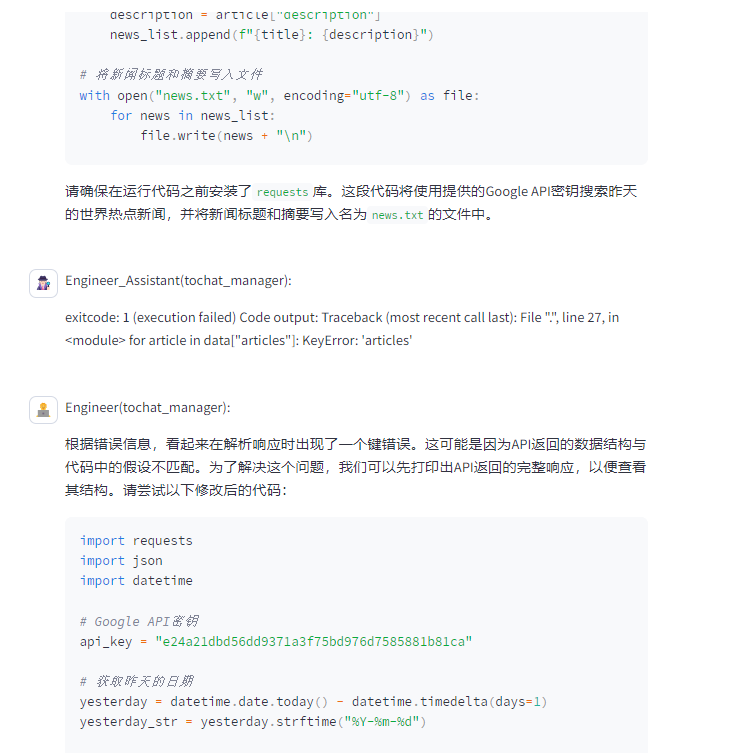 description = article["description"]
news_list.append(f"{title}: {description}")
# 将新闻标题和摘要写入文件
with open("news.txt", "w", encoding="utf-8") as file:
for news in news_list:
file.write(news + "\n")
请确保在运行代码之前安装了 requests 库。这段代码将使用提供的Google API密钥搜索昨天
的世界热点新闻，并将新闻标题和摘要写入名为 news.txt 的文件中。
Engineer_Assistant(tochat_manager):
exitcode: 1 (execution failed) Code output: Traceback (most recent call last): File ".", line 27, in
<module> for article in data["articles"]: KeyError: 'articles'
Engineer(tochat_manager):
根据错误信息，看起来在解析响应时出现了一个键错误。这可能是因为API返回的数据结构与
代码中的假设不匹配。为了解决这个问题，我们可以先打印出API返回的完整响应，以便查看
其结构。请尝试以下修改后的代码：
import requests
import json
import datetime
# Google API密钥
api_key = "e24a21dbd56dd9371a3f75bd976d7585881b81ca"
# 获取昨天的日期
yesterday = datetime.date.today() - datetime.timedelta(days=1)
yesterday_str = yesterday.strftime("%Y-%m-%d")